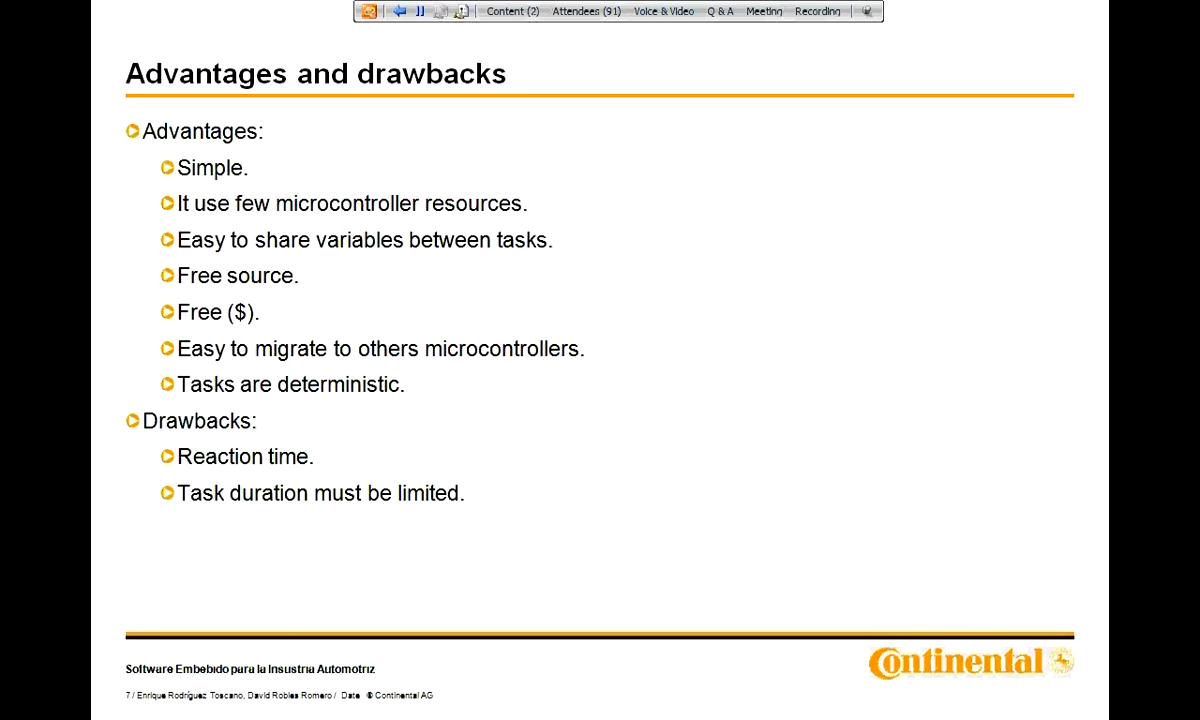 Content (2) Attendees (91) Voice & Video Q & A Meeting Recording
Advantages and drawbacks
Advantages:
Simple.
It use few microcontroller resources.
Easy to share variables between tasks.
Free source.
Free ($).
Easy to migrate to others microcontrollers.
Tasks are deterministic.
Drawbacks:
Reaction time.
Task duration must be limited.
Software Embebido para la Insustria Automotriz
Continental
7 / Enrique Rodríguez Toscano, David Robles Romero / Date © Continental AG